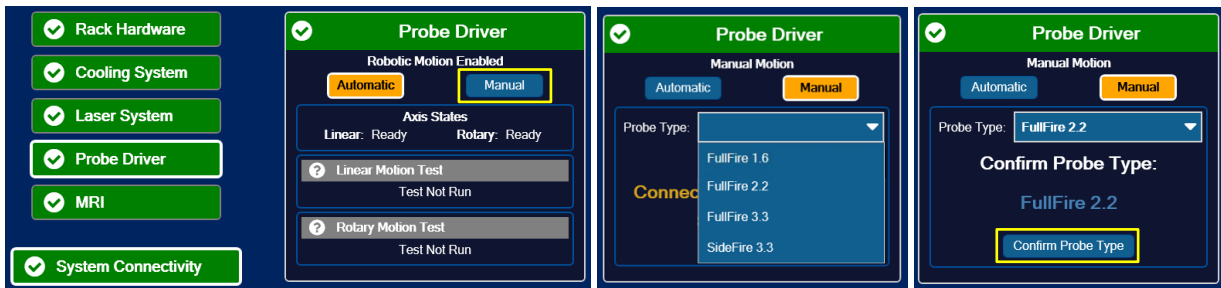 Rack Hardware
Cooling System
Laser System
Probe Driver
MRI
System Connectivity
Probe Driver
Robotic Motion Enabled
Automatic Manual
Axis States
Linear: Ready Rotary: Ready
? Linear Motion Test
Test Not Run
? Rotary Motion Test
Test Not Run
Probe Driver
Manual Motion
Automatic Manual
Probe Type:
FullFire 1.6
FullFire 2.2
FullFire 3.3
SideFire 3.3
Probe Driver
Manual Motion
Automatic Manual
Probe Type: FullFire 2.2
Confirm Probe Type:
FullFire 2.2
Confirm Probe Type